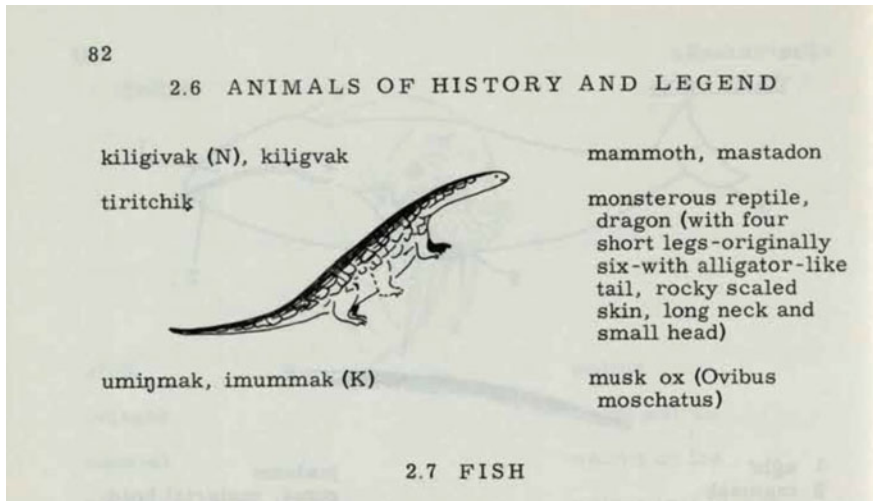 82
2.6 ANIMALS OF HISTORY AND LEGEND
kiligivak (N), kiḷigvak
mammoth, mastadon
tiritchiḳ
monsterous reptile,
dragon (with four
short legs-originally
six-with alligator-like
tail, rocky scaled
skin, long neck and
small head)
umiŋmak, imummak (K)
musk ox (Ovibus
moschatus)
2.7 FISH